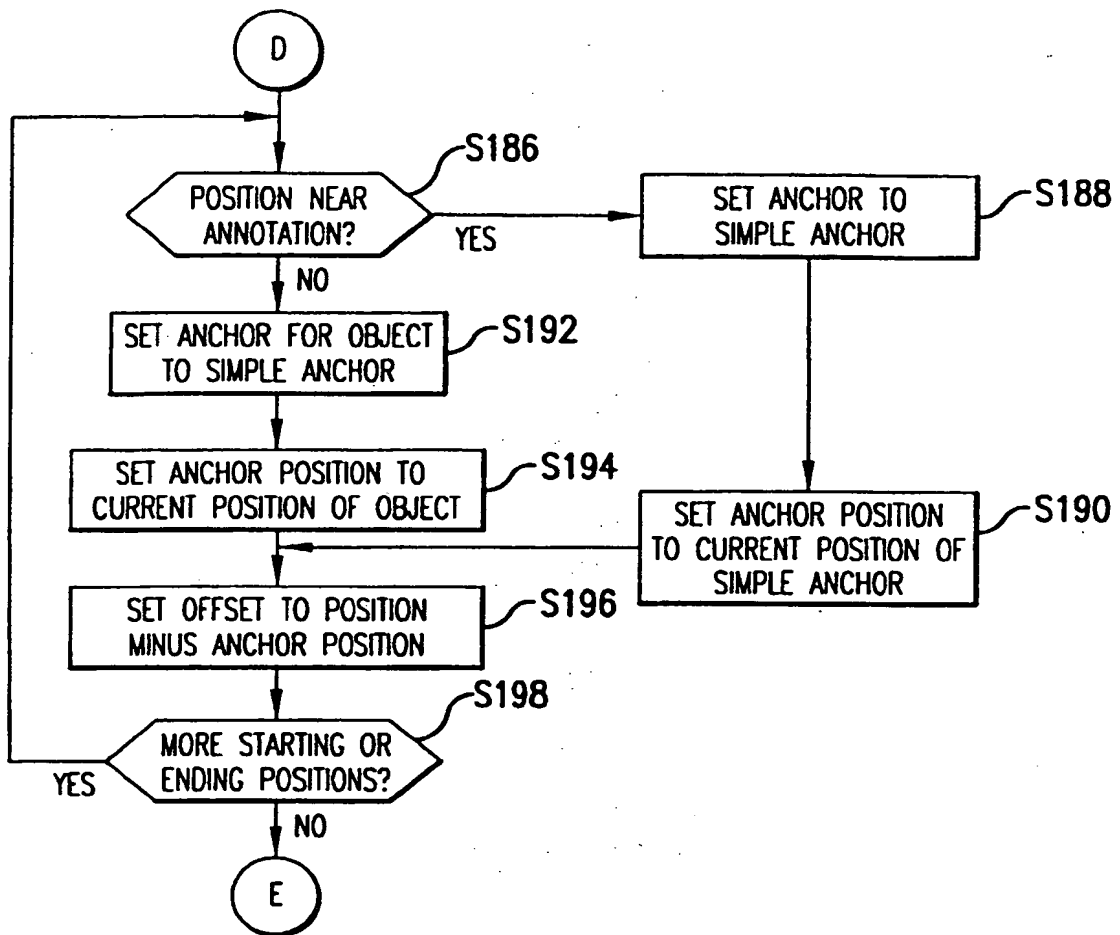 D
S186
POSITION NEAR
ANNOTATION?
YES
NO
SET ANCHOR TO
SIMPLE ANCHOR
S188
SET ANCHOR FOR OBJECT
TO SIMPLE ANCHOR
S192
SET ANCHOR POSITION TO
CURRENT POSITION OF OBJECT
S194
SET ANCHOR POSITION
TO CURRENT POSITION OF
SIMPLE ANCHOR
S190
SET OFFSET TO POSITION
MINUS ANCHOR POSITION
S196
S198
MORE STARTING OR
ENDING POSITIONS?
YES
NO
E